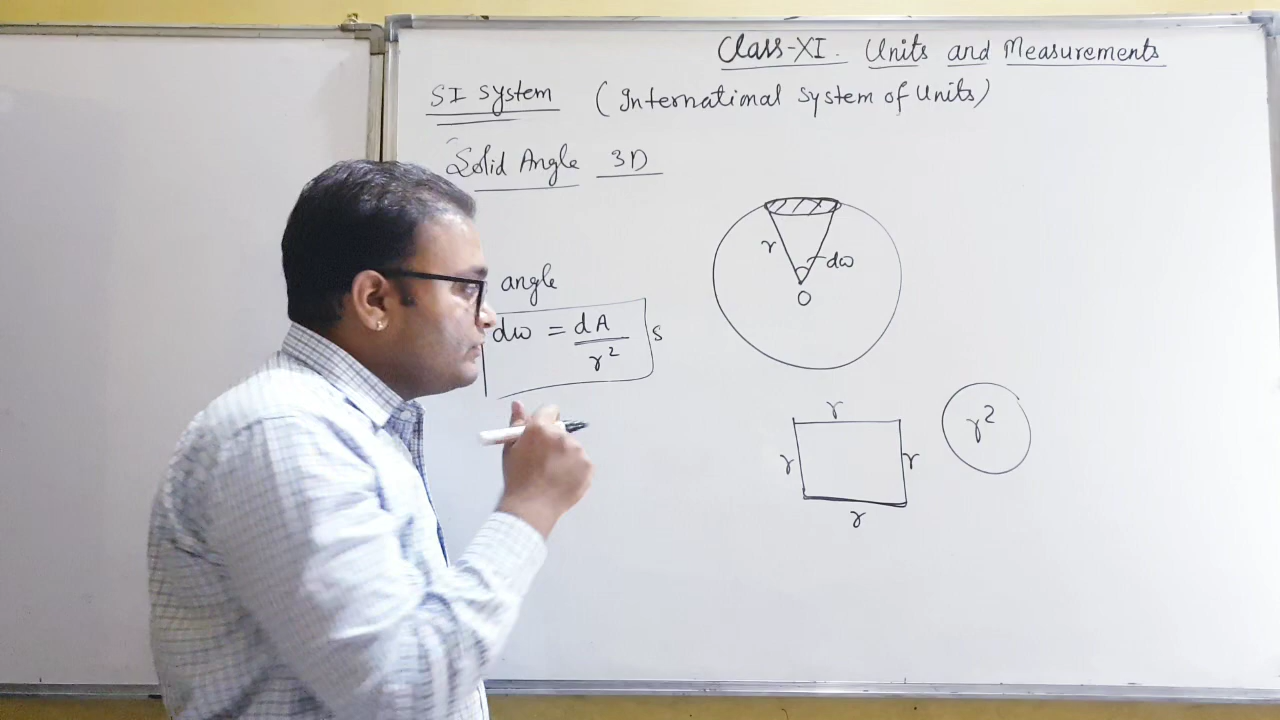 Class-XI. Units and Measurements
SI System (International System of Units)
Solid Angle 3D
r
dω
O
angle
dω = dA / r² s
r
r
r
r
r²